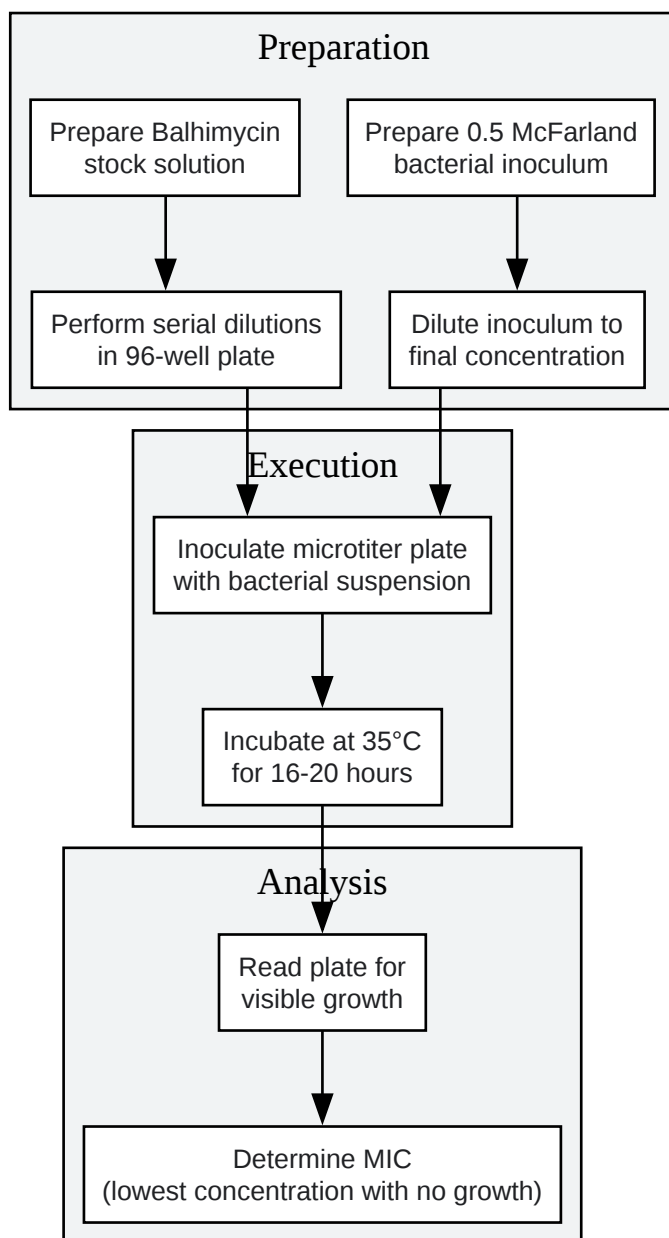 Preparation
Prepare Balhimycin
stock solution
Prepare 0.5 McFarland
bacterial inoculum
Perform serial dilutions
in 96-well plate
Dilute inoculum to
final concentration
Execution
Inoculate microtiter plate
with bacterial suspension
Incubate at 35°C
for 16-20 hours
Analysis
Read plate for
visible growth
Determine MIC
(lowest concentration with no growth)